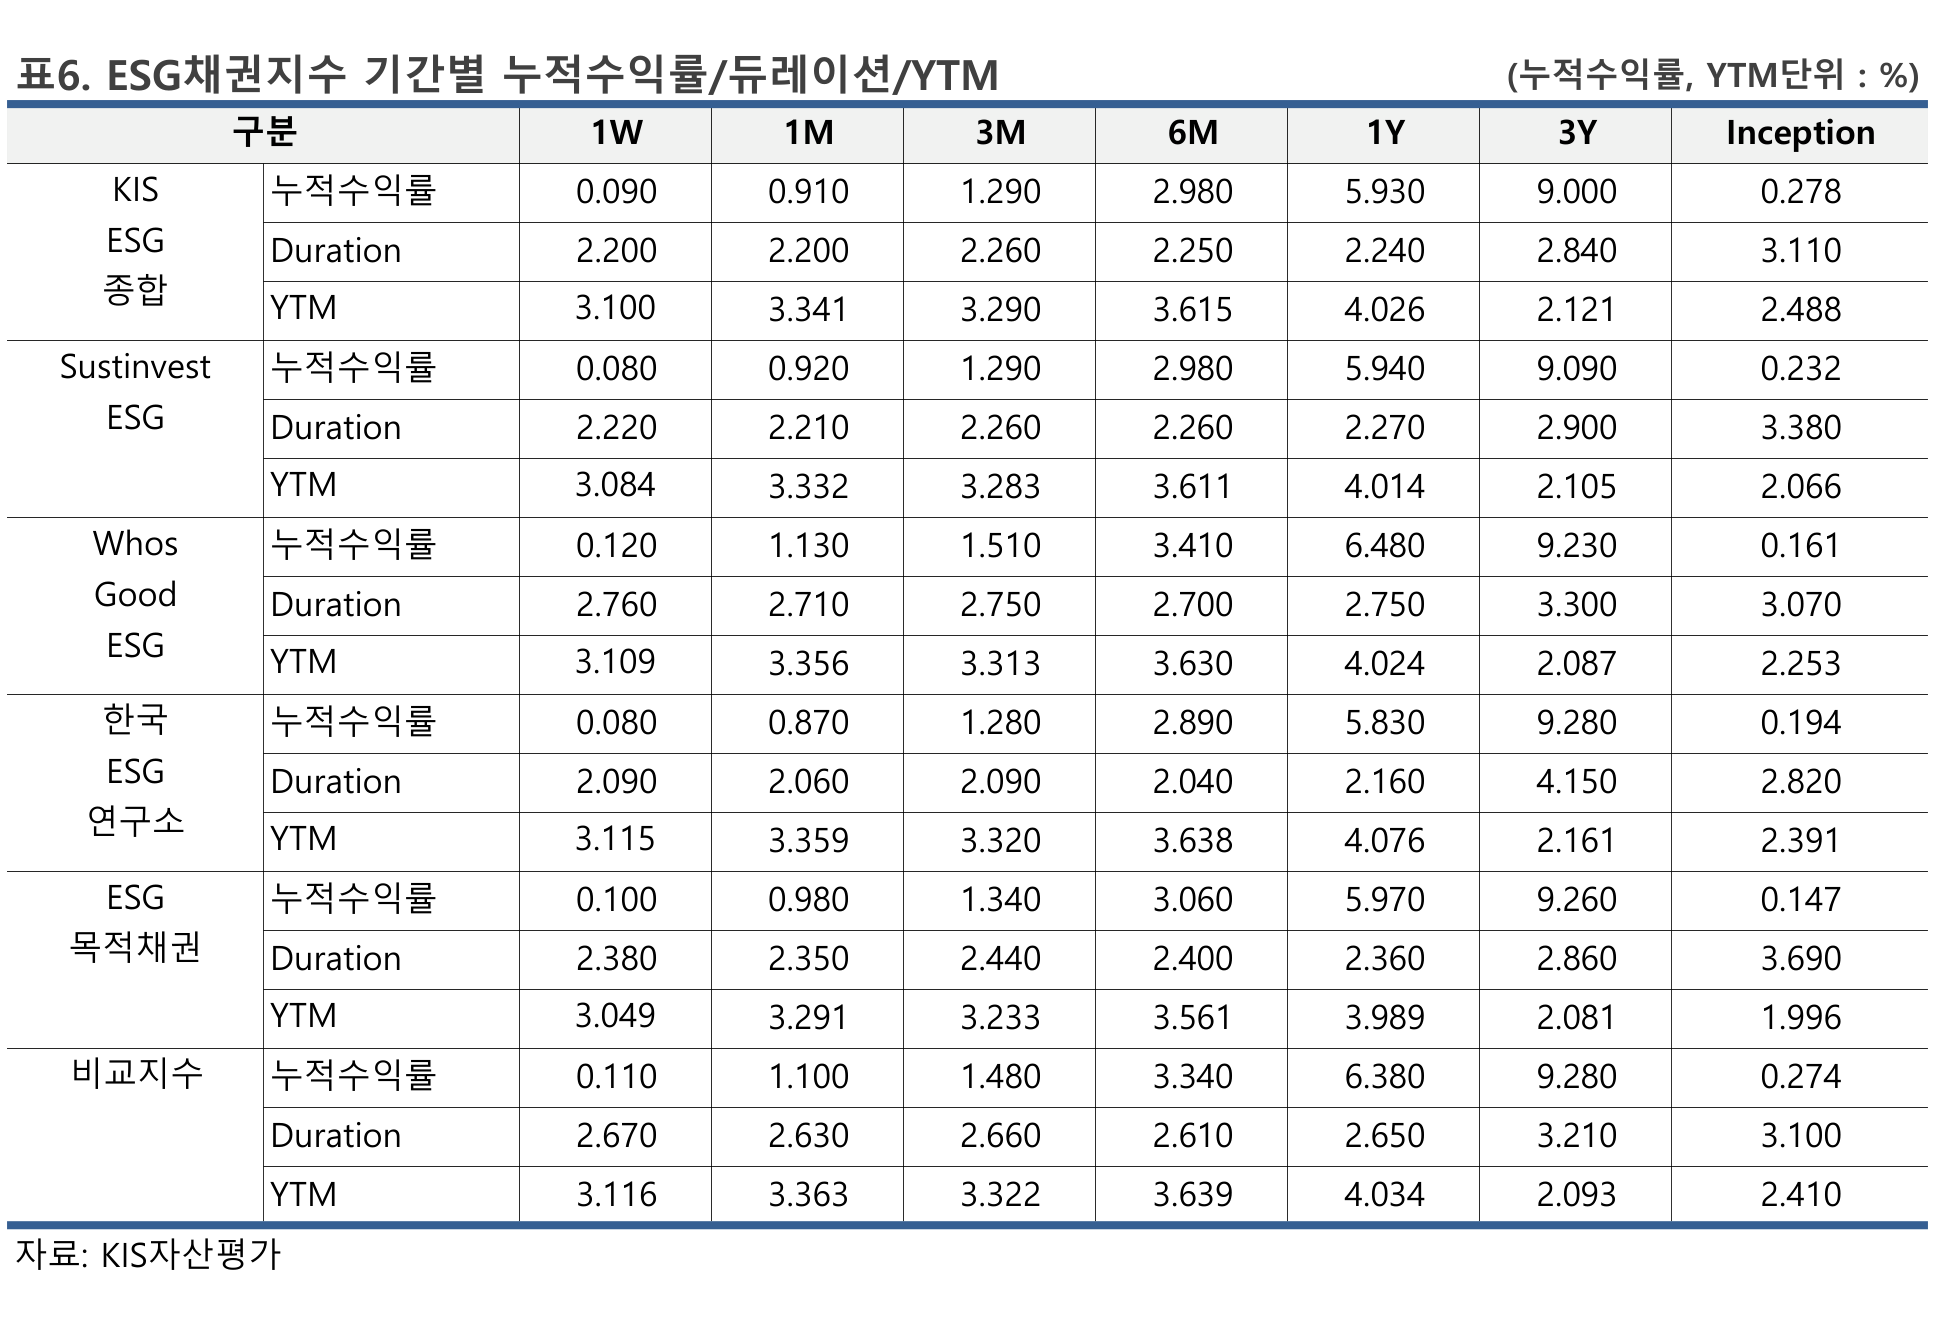 표6. ESG채권지수 기간별 누적수익률/듀레이션/YTM (누적수익률, YTM단위 : %)
구분 1W 1M 3M 6M 1Y 3Y Inception
KIS ESG 종합 누적수익률 0.090 0.910 1.290 2.980 5.930 9.000 0.278
Duration 2.200 2.200 2.260 2.250 2.240 2.840 3.110
YTM 3.100 3.341 3.290 3.615 4.026 2.121 2.488
Sustinvest ESG 누적수익률 0.080 0.920 1.290 2.980 5.940 9.090 0.232
Duration 2.220 2.210 2.260 2.260 2.270 2.900 3.380
YTM 3.084 3.332 3.283 3.611 4.014 2.105 2.066
Whos Good ESG 누적수익률 0.120 1.130 1.510 3.410 6.480 9.230 0.161
Duration 2.760 2.710 2.750 2.700 2.750 3.300 3.070
YTM 3.109 3.356 3.313 3.630 4.024 2.087 2.253
한국 ESG 연구소 누적수익률 0.080 0.870 1.280 2.890 5.830 9.280 0.194
Duration 2.090 2.060 2.090 2.040 2.160 4.150 2.820
YTM 3.115 3.359 3.320 3.638 4.076 2.161 2.391
ESG 목적채권 누적수익률 0.100 0.980 1.340 3.060 5.970 9.260 0.147
Duration 2.380 2.350 2.440 2.400 2.360 2.860 3.690
YTM 3.049 3.291 3.233 3.561 3.989 2.081 1.996
비교지수 누적수익률 0.110 1.100 1.480 3.340 6.380 9.280 0.274
Duration 2.670 2.630 2.660 2.610 2.650 3.210 3.100
YTM 3.116 3.363 3.322 3.639 4.034 2.093 2.410
자료: KIS자산평가